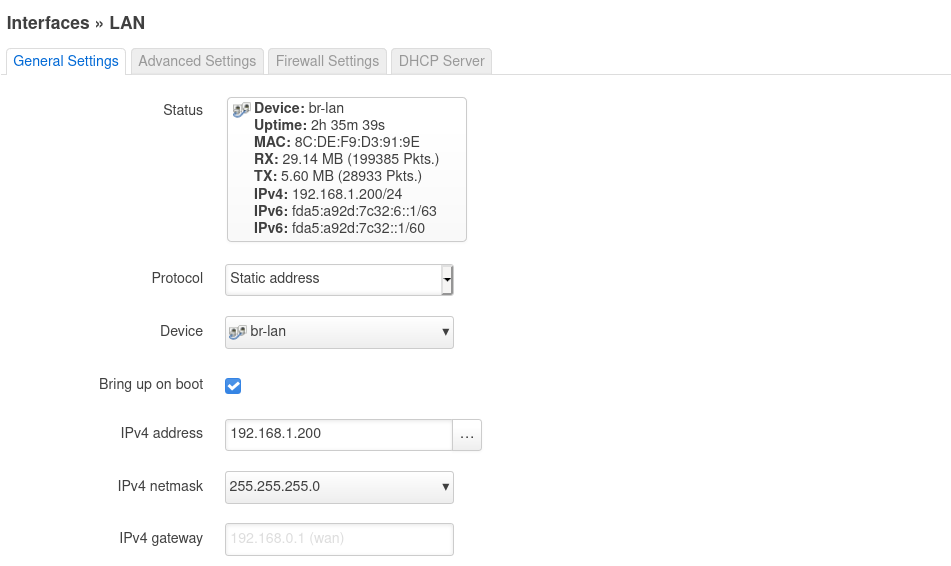 Interfaces » LAN
General Settings Advanced Settings Firewall Settings DHCP Server
Status
Device: br-lan
Uptime: 2h 35m 39s
MAC: 8C:DE:F9:D3:91:9E
RX: 29.14 MB (199385 Pkts.)
TX: 5.60 MB (28933 Pkts.)
IPv4: 192.168.1.200/24
IPv6: fda5:a92d:7c32:6::1/63
IPv6: fda5:a92d:7c32::1/60
Protocol Static address
Device br-lan
Bring up on boot
IPv4 address 192.168.1.200 ...
IPv4 netmask 255.255.255.0
IPv4 gateway 192.168.0.1 (wan)